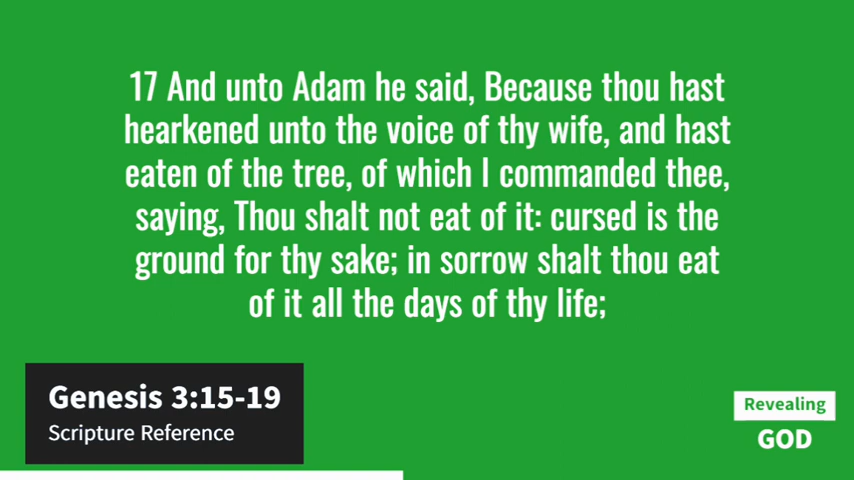 17 And unto Adam he said, Because thou hast
hearkened unto the voice of thy wife, and hast
eaten of the tree, of which I commanded thee,
saying, Thou shalt not eat of it: cursed is the
ground for thy sake; in sorrow shalt thou eat
of it all the days of thy life;
Genesis 3:15-19
Scripture Reference
Revealing
GOD